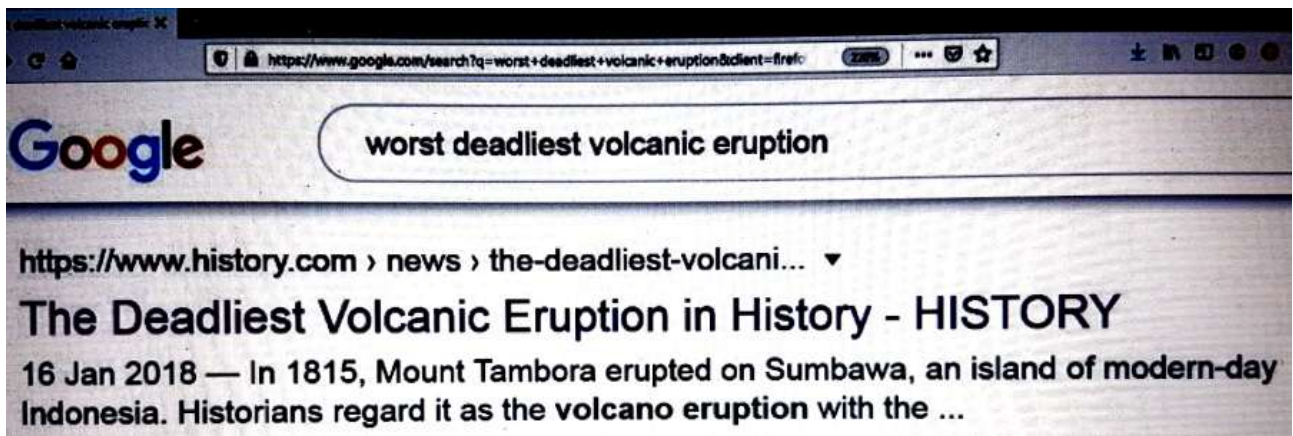 https://www.google.com/search?q=worst+deadliest+volcanic+eruption&client=firefo
Google
worst deadliest volcanic eruption
https://www.history.com › news › the-deadliest-volcani...
The Deadliest Volcanic Eruption in History - HISTORY
16 Jan 2018 — In 1815, Mount Tambora erupted on Sumbawa, an island of modern-day
Indonesia. Historians regard it as the volcano eruption with the ...